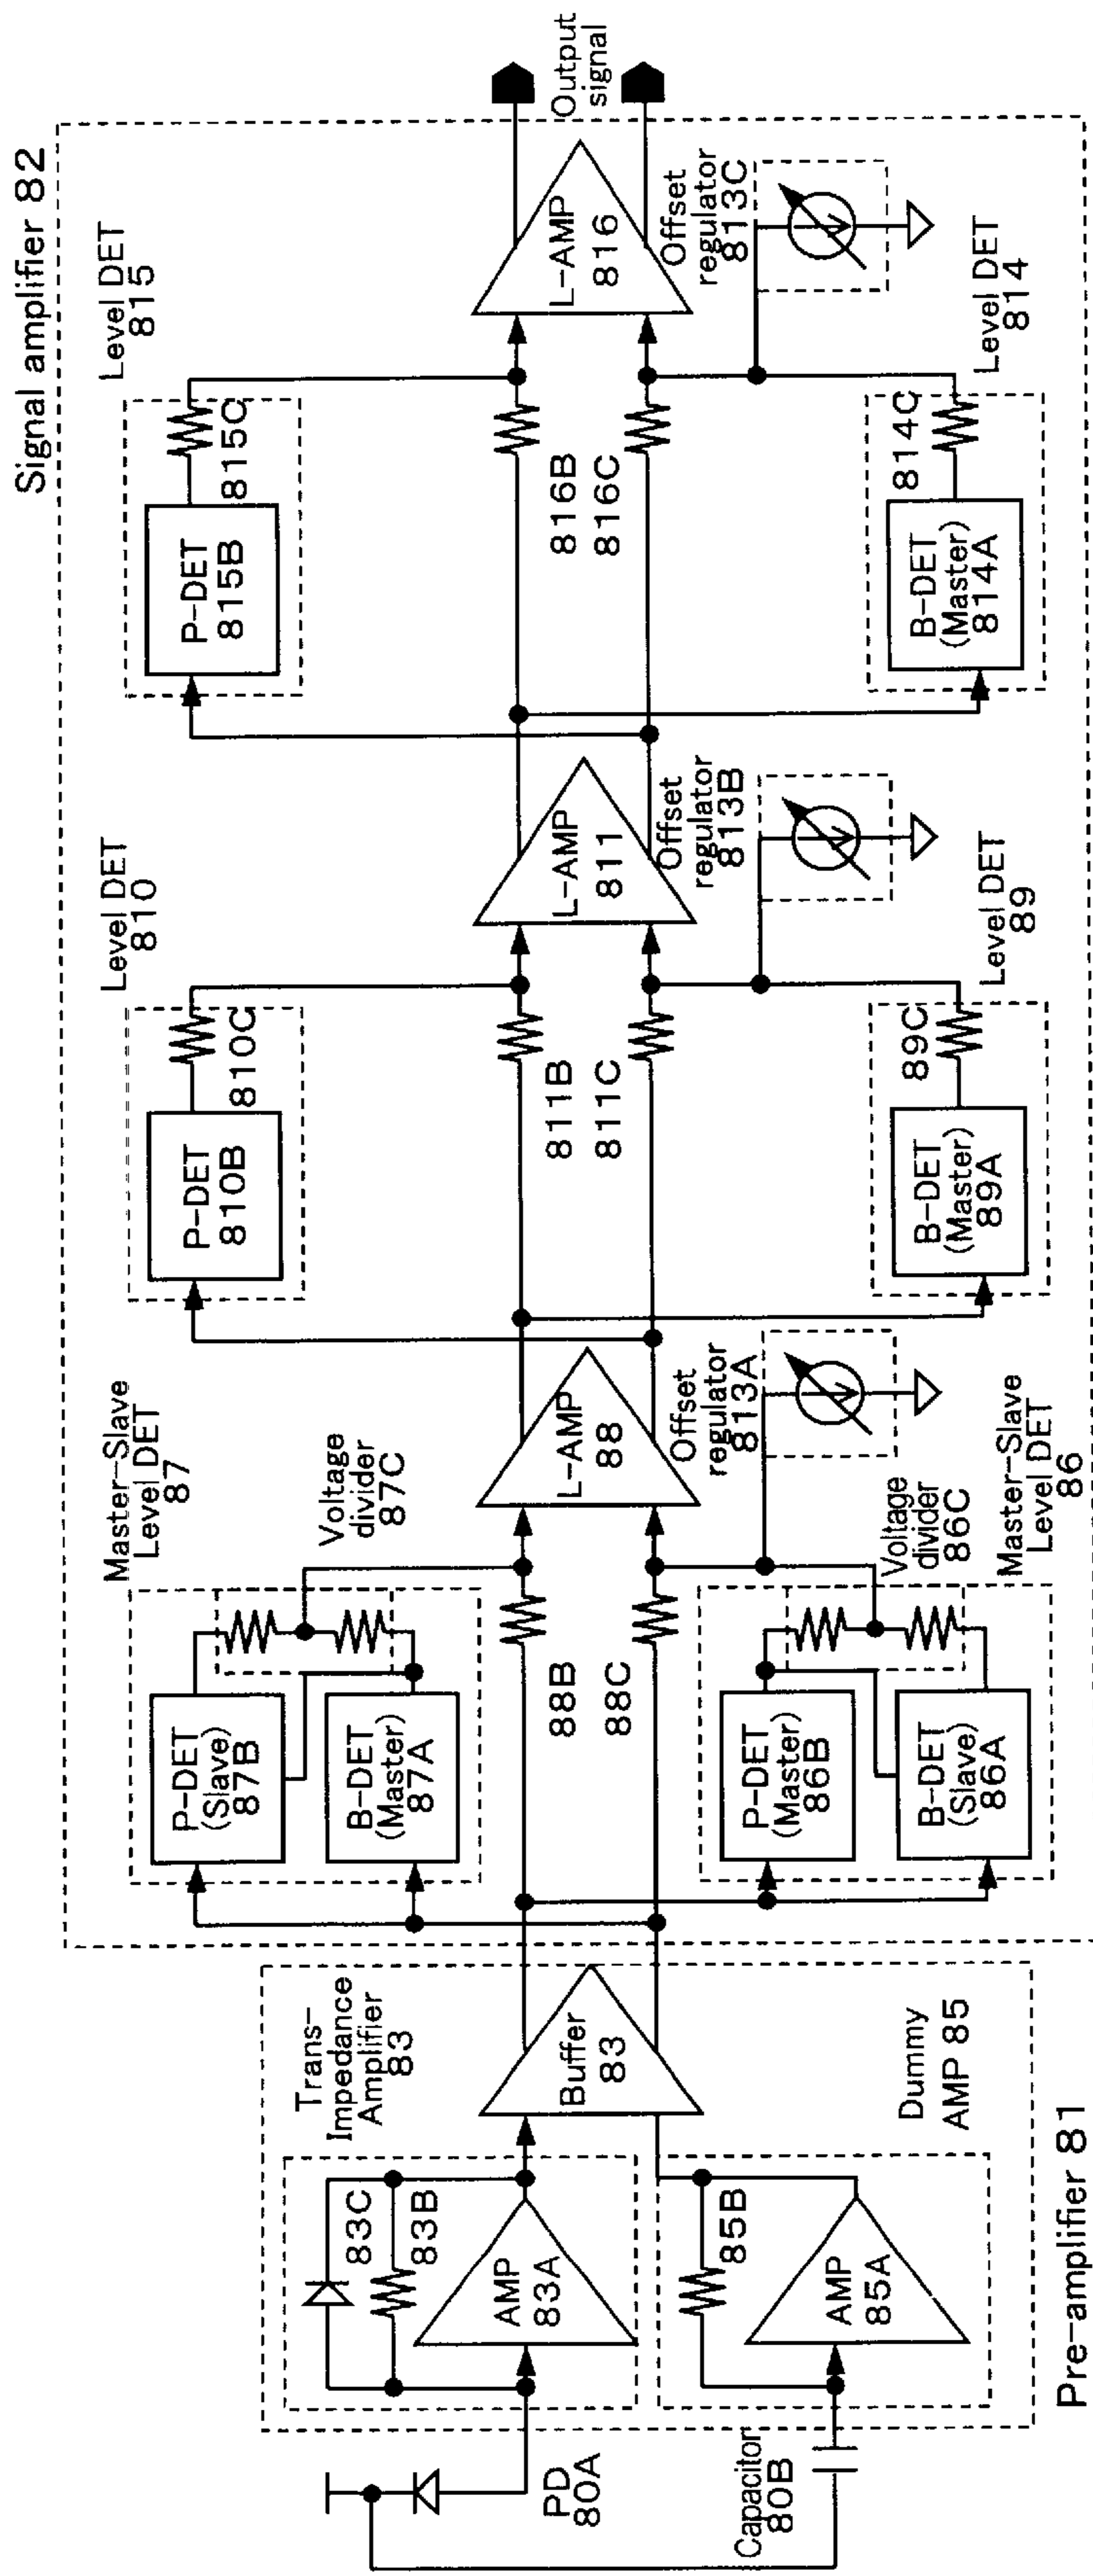 Signal amplifier 82
Pre-amplifier 81
PD
80A
Capacitor
80B
Trans-
Impedance
Amplifier
83
83C
83B
AMP
83A
85B
AMP
85A
Dummy
AMP 85
Buffer
83
Master-Slave
Level DET
87
P-DET
(Slave)
87B
B-DET
(Master)
87A
Voltage
divider
87C
88B
88C
P-DET
(Master)
86B
B-DET
(Slave)
86A
Voltage
divider
86C
Master-Slave
Level DET
86
L-AMP
88
Offset
regulator
813A
Level DET
810
P-DET
810B
810C
811B
811C
B-DET
(Master)
89A
89C
Level DET
89
L-AMP
811
Offset
regulator
813B
Level DET
815
P-DET
815B
815C
816B
816C
B-DET
(Master)
814A
814C
Level DET
814
L-AMP
816
Offset
regulator
813C
Output
signal